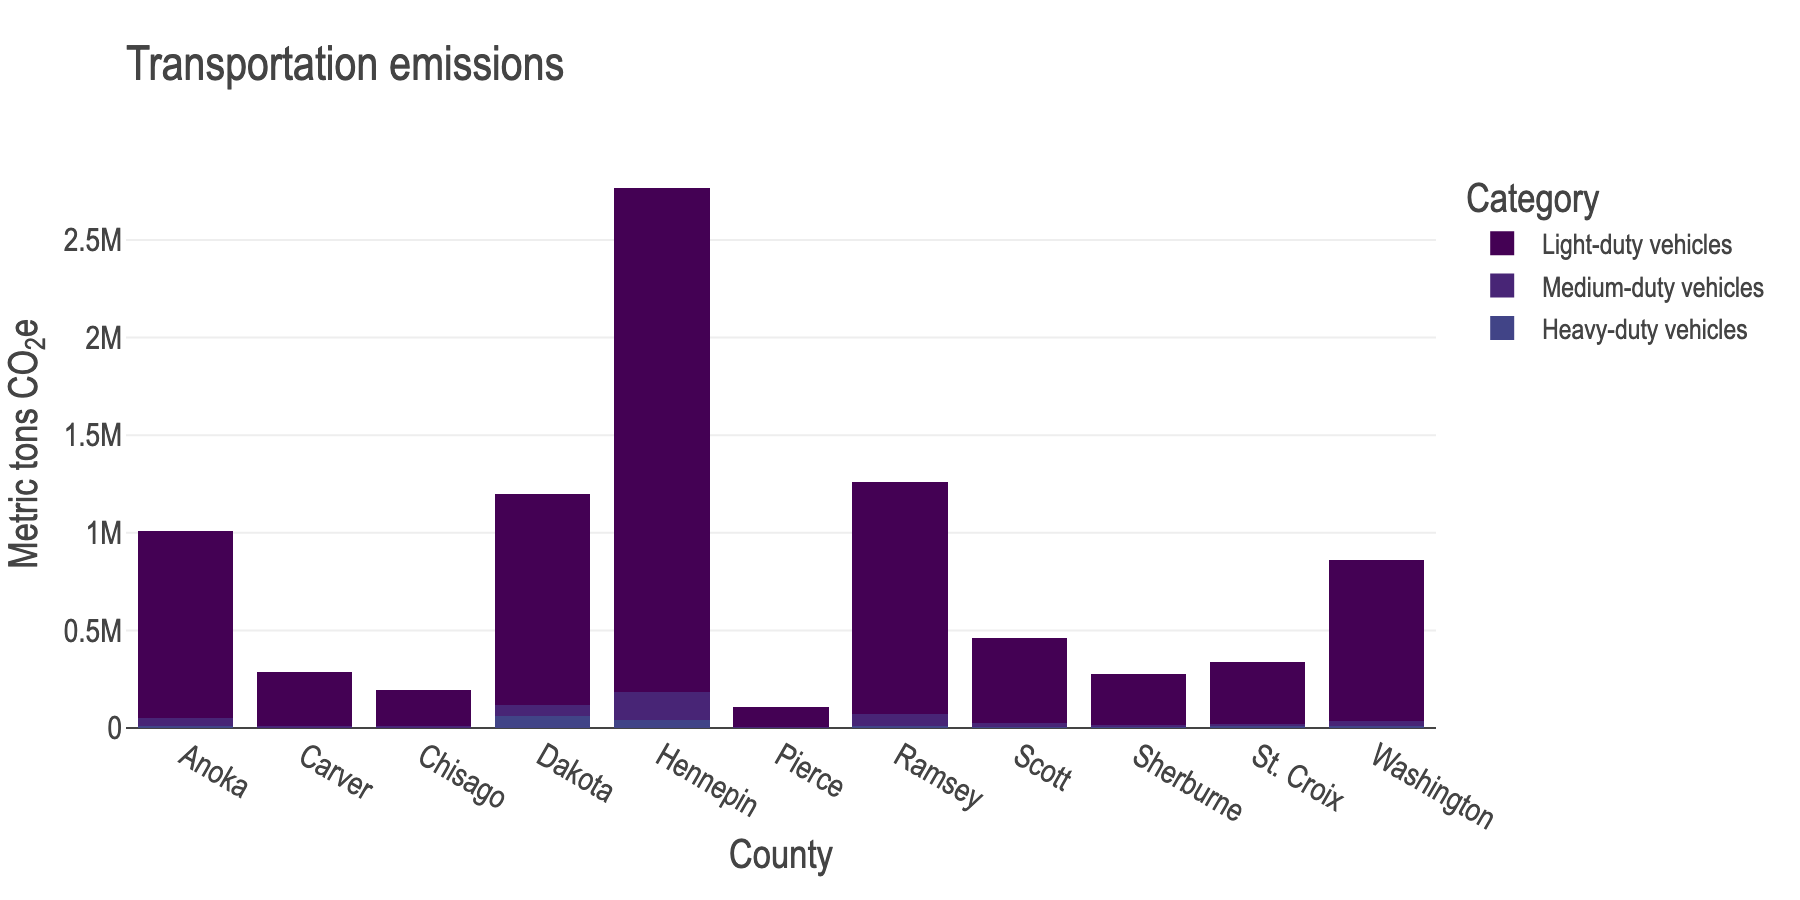 Transportation emissions
Category
Light-duty vehicles
Medium-duty vehicles
Heavy-duty vehicles
Metric tons CO₂e
2.5M
2M
1.5M
1M
0.5M
0
Anoka
Carver
Chisago
Dakota
Hennepin
Pierce
Ramsey
Scott
Sherburne
St. Croix
Washington
County